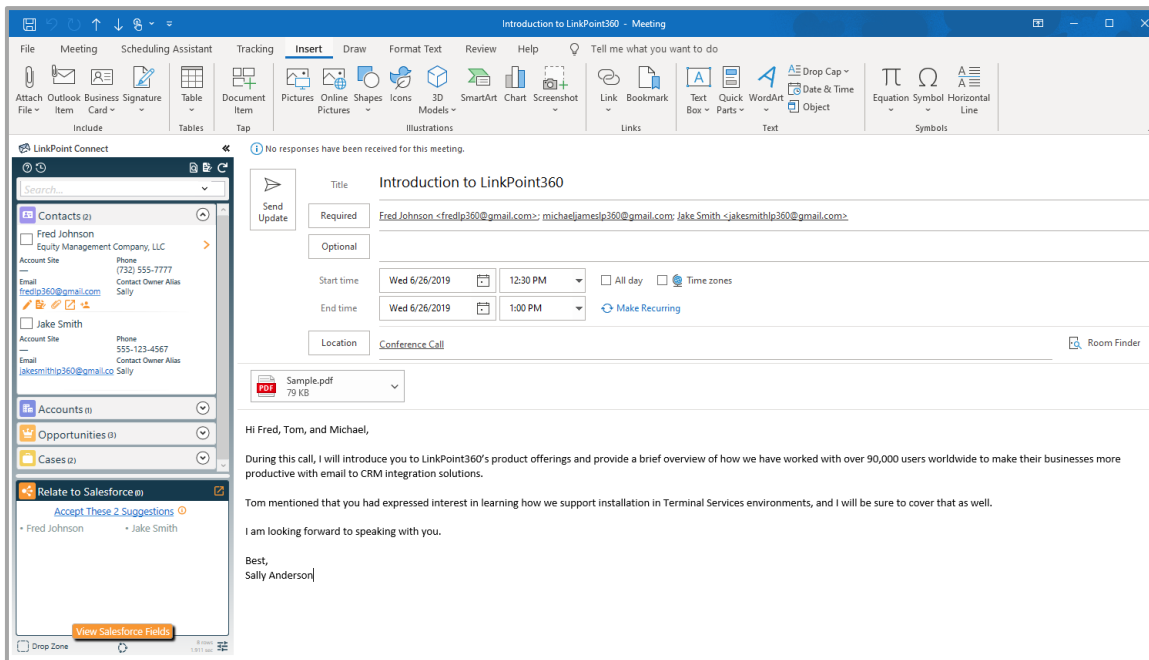 Introduction to LinkPoint360 - Meeting
File Meeting Scheduling Assistant Tracking Insert Draw Format Text Review Help Tell me what you want to do
Attach File Outlook Item Business Card Signature Table Document Item Pictures Online Pictures Shapes Icons 3D Models SmartArt Chart Screenshot Link Bookmark Text Box Quick Parts WordArt Drop Cap Date & Time Object Equation Symbol Horizontal Line
Include Tables Tap Illustrations Links Text Symbols
LinkPoint Connect
Search...
Contacts (2)
Fred Johnson
Equity Management Company, LLC
Account Site Phone
— (732) 555-7777
Email Contact Owner Alias
fredlp360@gmail.com Sally
Jake Smith
Account Site Phone
— 555-123-4567
Email Contact Owner Alias
jakesmithlp360@gmail.co Sally
Accounts (1)
Opportunities (3)
Cases (2)
Relate to Salesforce (0)
Accept These 2 Suggestions
• Fred Johnson • Jake Smith
View Salesforce Fields
Drop Zone
No responses have been received for this meeting.
Send Update
Title Introduction to LinkPoint360
Required Fred Johnson <fredlp360@gmail.com>; michaeljameslp360@gmail.com; Jake Smith <jakesmithlp360@gmail.com>
Optional
Start time Wed 6/26/2019 12:30 PM All day Time zones
End time Wed 6/26/2019 1:00 PM Make Recurring
Location Conference Call Room Finder
PDF Sample.pdf
79 KB
Hi Fred, Tom, and Michael,
During this call, I will introduce you to LinkPoint360's product offerings and provide a brief overview of how we have worked with over 90,000 users worldwide to make their businesses more
productive with email to CRM integration solutions.
Tom mentioned that you had expressed interest in learning how we support installation in Terminal Services environments, and I will be sure to cover that as well.
I am looking forward to speaking with you.
Best,
Sally Anderson